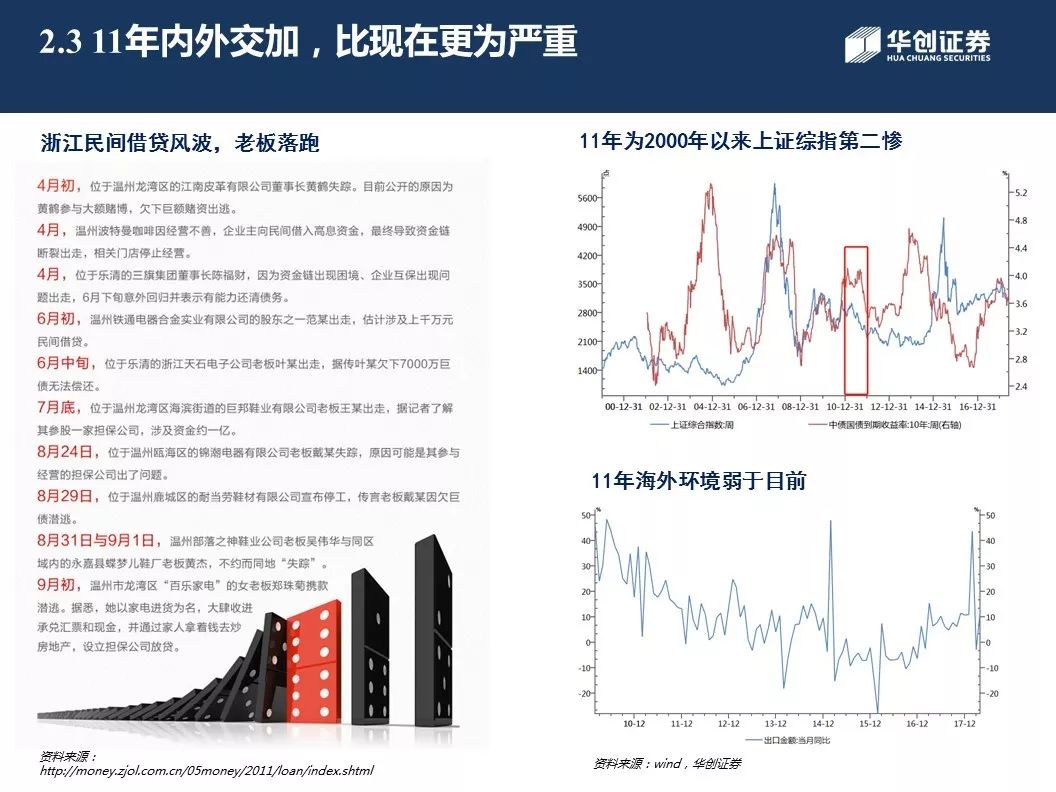 2.3 11年内外交加，比现在更为严重
华创证券
HUA CHUANG SECURITIES
浙江民间借贷风波，老板落跑
4月初，位于温州龙湾区的江南皮革有限公司董事长黄鹤失踪。目前公开的原因为
黄鹤参与大额赌博，欠下巨额赌资出逃。
4月，温州波特曼咖啡因经营不善，企业主向民间借入高息资金，最终导致资金链
断裂出走，相关门店停止经营。
4月，位于乐清的三旗集团董事长陈福财，因为资金链出现困境、企业互保出现问
题出走，6月下旬意外回归并表示有能力还清债务。
6月初，温州铁通电器合金实业有限公司的股东之一范某出走，估计涉及上千万元
民间借贷。
6月中旬，位于乐清的浙江天石电子公司老板叶某出走，据传叶某欠下7000万巨
债无法偿还。
7月底，位于温州龙湾区海滨街道的巨邦鞋业有限公司老板王某出走，据记者了解
其参股一家担保公司，涉及资金约一亿。
8月24日，位于温州瓯海区的锦潮电器有限公司老板戴某失踪，原因可能是其参与
经营的担保公司出了问题。
8月29日，位于温州鹿城区的耐当劳鞋材有限公司宣布停工，传言老板戴某因欠巨
债潜逃。
8月31日与9月1日，温州部落之神鞋业公司老板吴伟华与同区
域内的永嘉县蝶梦儿鞋厂老板黄杰，不约而同地“失踪”。
9月初，温州市龙湾区“百乐家电”的女老板郑珠菊携款
潜逃。据悉，她以家电进货为名，大肆收进
承兑汇票和现金，并通过家人拿着钱去炒
房地产，设立担保公司放贷。
资料来源：
http://money.zjol.com.cn/05money/2011/loan/index.shtml
11年为2000年以来上证综指第二惨
点
%
5600
4900
4200
3500
2800
2100
1400
5.2
4.8
4.4
4.0
3.6
3.2
2.8
2.4
00-12-31 02-12-31 04-12-31 06-12-31 08-12-31 10-12-31 12-12-31 14-12-31 16-12-31
上证综合指数:周 中债国债到期收益率:10年:周(右轴)
11年海外环境弱于目前
%
%
50
40
30
20
10
0
-10
-20
50
40
30
20
10
0
-10
-20
10-12 11-12 12-12 13-12 14-12 15-12 16-12 17-12
出口金额:当月同比
资料来源：wind，华创证券